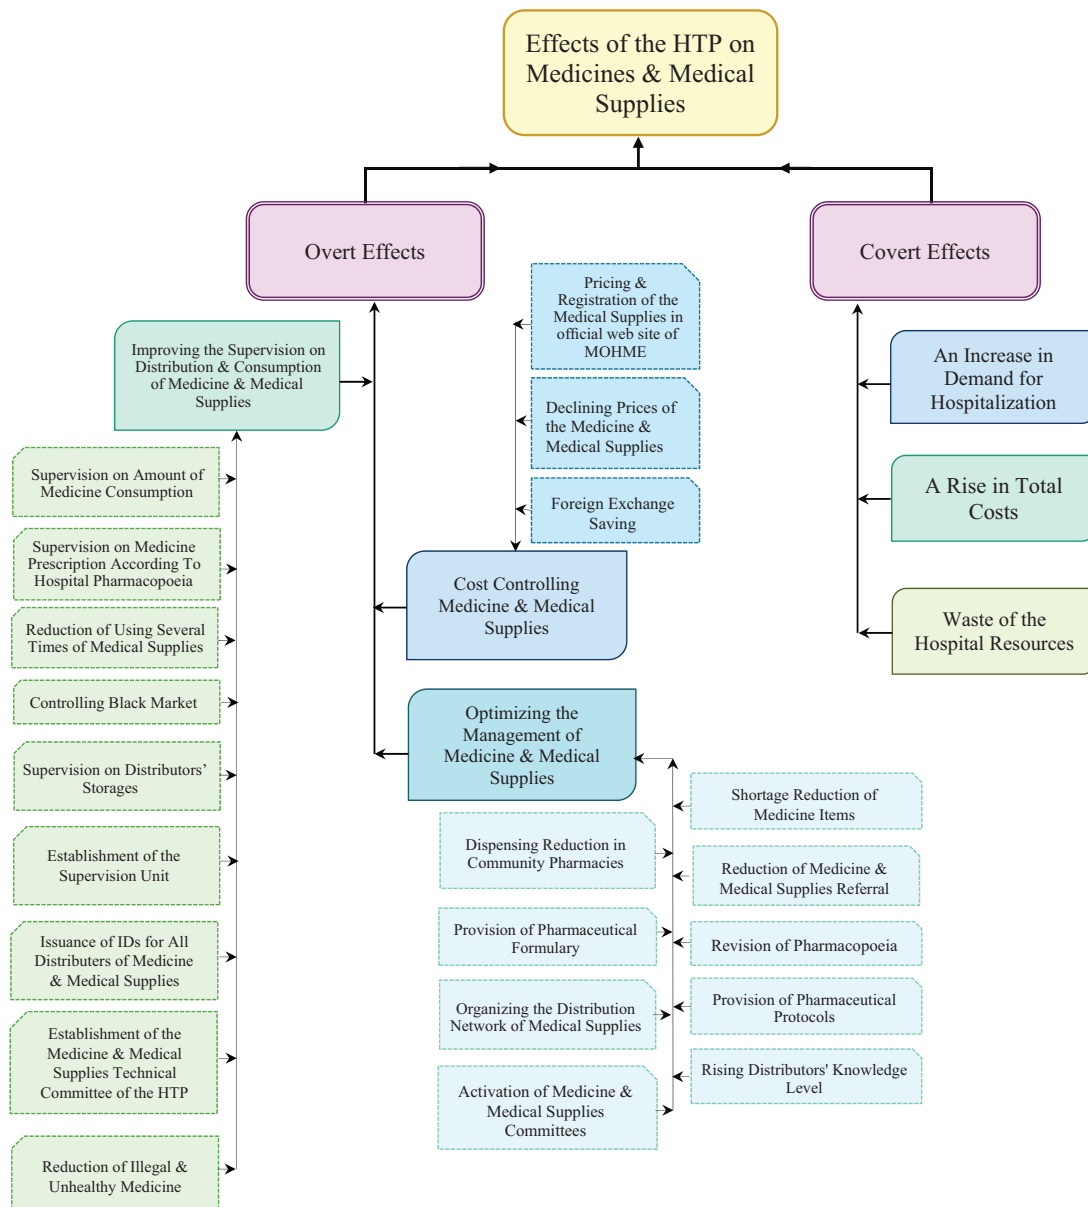 Effects of the HTP on
Medicines & Medical
Supplies
Overt Effects
Covert Effects
Improving the Supervision on
Distribution & Consumption
of Medicine & Medical
Supplies
Supervision on Amount of
Medicine Consumption
Supervision on Medicine
Prescription According To
Hospital Pharmacopoeia
Reduction of Using Several
Times of Medical Supplies
Controlling Black Market
Supervision on Distributors’
Storages
Establishment of the
Supervision Unit
Issuance of IDs for All
Distributers of Medicine
& Medical Supplies
Establishment of the
Medicine & Medical
Supplies Technical
Committee of the HTP
Reduction of Illegal &
Unhealthy Medicine
Pricing &
Registration of the
Medical Supplies in
official web site of
MOHME
Declining Prices of
the Medicine &
Medical Supplies
Foreign Exchange
Saving
Cost Controlling
Medicine & Medical
Supplies
Optimizing the
Management of
Medicine & Medical
Supplies
Dispensing Reduction in
Community Pharmacies
Provision of Pharmaceutical
Formulary
Organizing the Distribution
Network of Medical Supplies
Activation of Medicine &
Medical Supplies
Committees
Shortage Reduction of
Medicine Items
Reduction of Medicine &
Medical Supplies Referral
Revision of Pharmacopoeia
Provision of Pharmaceutical
Protocols
Rising Distributors' Knowledge
Level
An Increase in
Demand for
Hospitalization
A Rise in Total
Costs
Waste of the
Hospital Resources